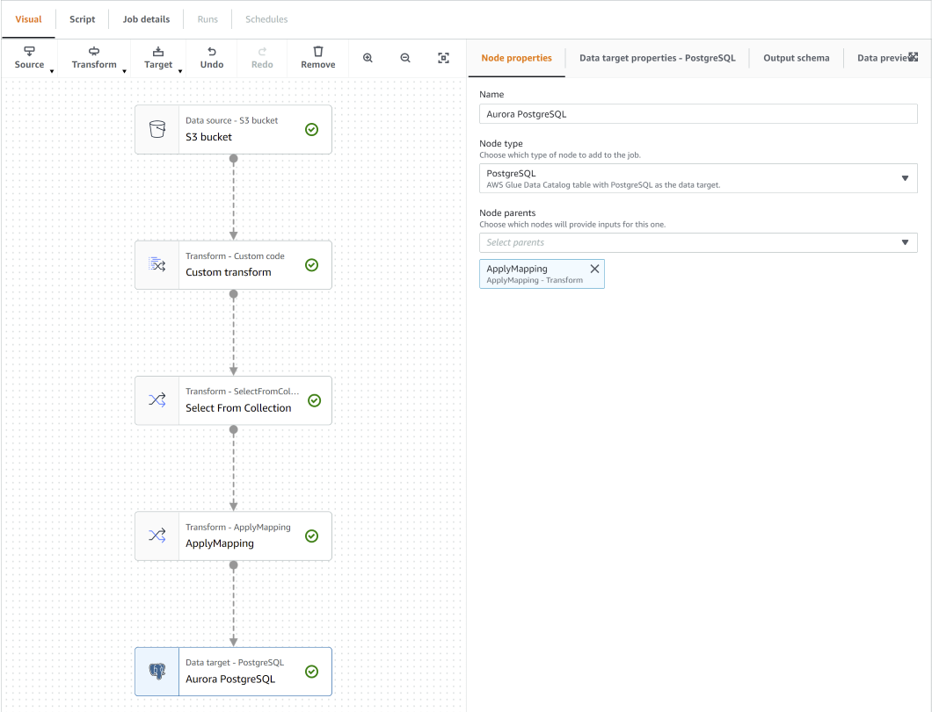 Visual Script Job details Runs Schedules
Source Transform Target Undo Redo Remove
Node properties Data target properties - PostgreSQL Output schema Data preview
Data source - S3 bucket
S3 bucket
Transform - Custom code
Custom transform
Transform - SelectFromCol...
Select From Collection
Transform - ApplyMapping
ApplyMapping
Data target - PostgreSQL
Aurora PostgreSQL
Name
Aurora PostgreSQL
Node type
Choose which type of node to add to the job.
PostgreSQL
AWS Glue Data Catalog table with PostgreSQL as the data target.
Node parents
Choose which nodes will provide inputs for this one.
Select parents
ApplyMapping
ApplyMapping - Transform